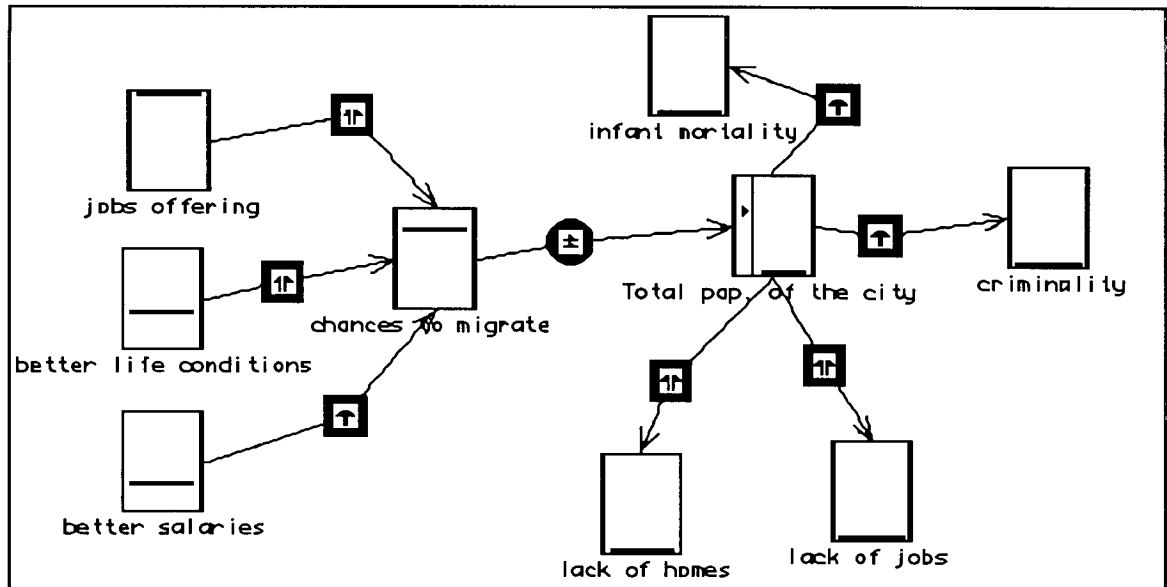 infant mortality
jobs offering
criminality
Total pop. of the city
chances to migrate
better life conditions
better salaries
lack of jobs
lack of homes